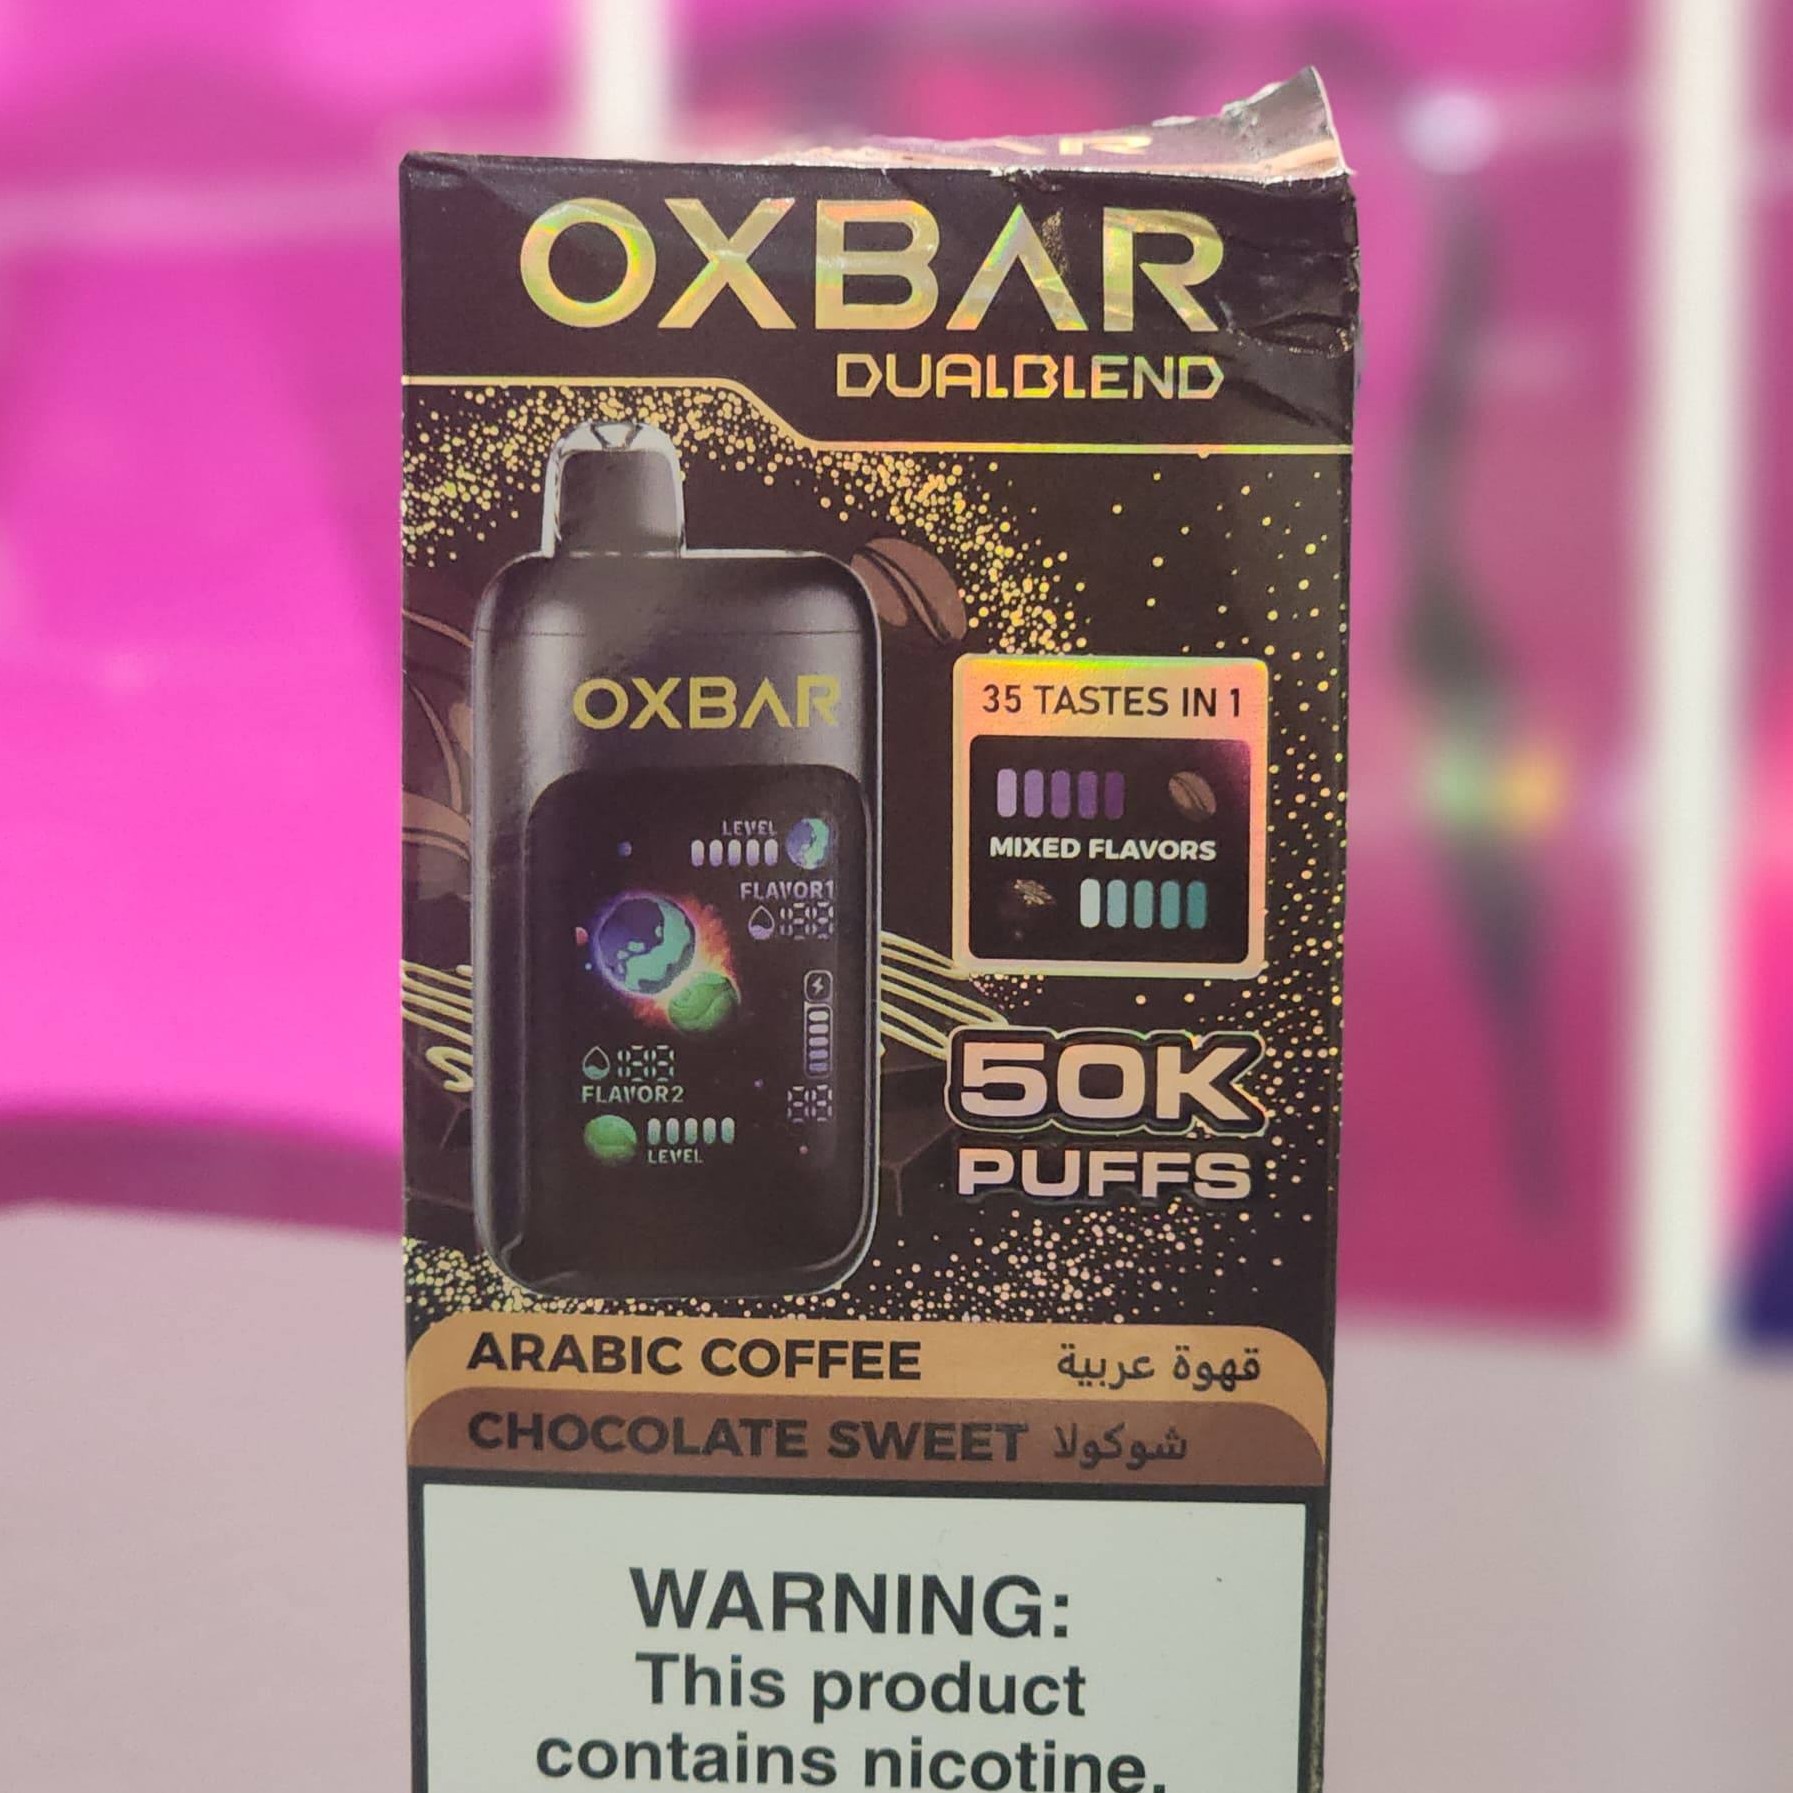 OXBAR
DUALBLEND
OXBAR
LEVEL
FLAVOR1
FLAVOR2
LEVEL
35 TASTES IN 1
MIXED FLAVORS
50K
PUFFS
ARABIC COFFEE قهوة عربية
CHOCOLATE SWEET شوكولا
WARNING:
This product
contains nicotine.